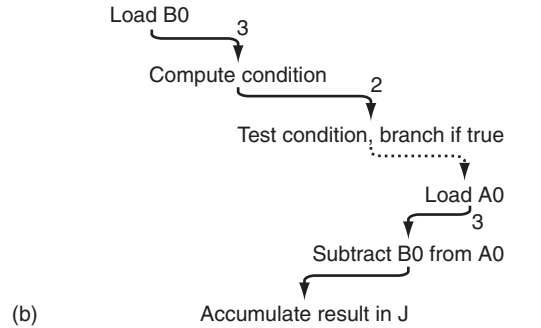 Load B0
3
Compute condition
2
Test condition, branch if true
Load A0
3
Subtract B0 from A0
(b) Accumulate result in J